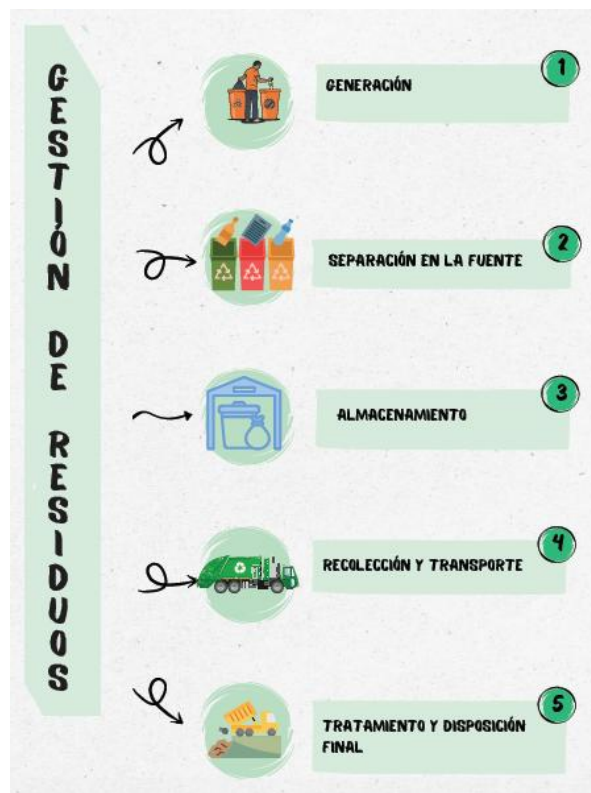 GESTIÓN DE RESIDUOS
1
GENERACIÓN
2
SEPARACIÓN EN LA FUENTE
3
ALMACENAMIENTO
4
RECOLECCIÓN Y TRANSPORTE
5
TRATAMIENTO Y DISPOSICIÓN
FINAL